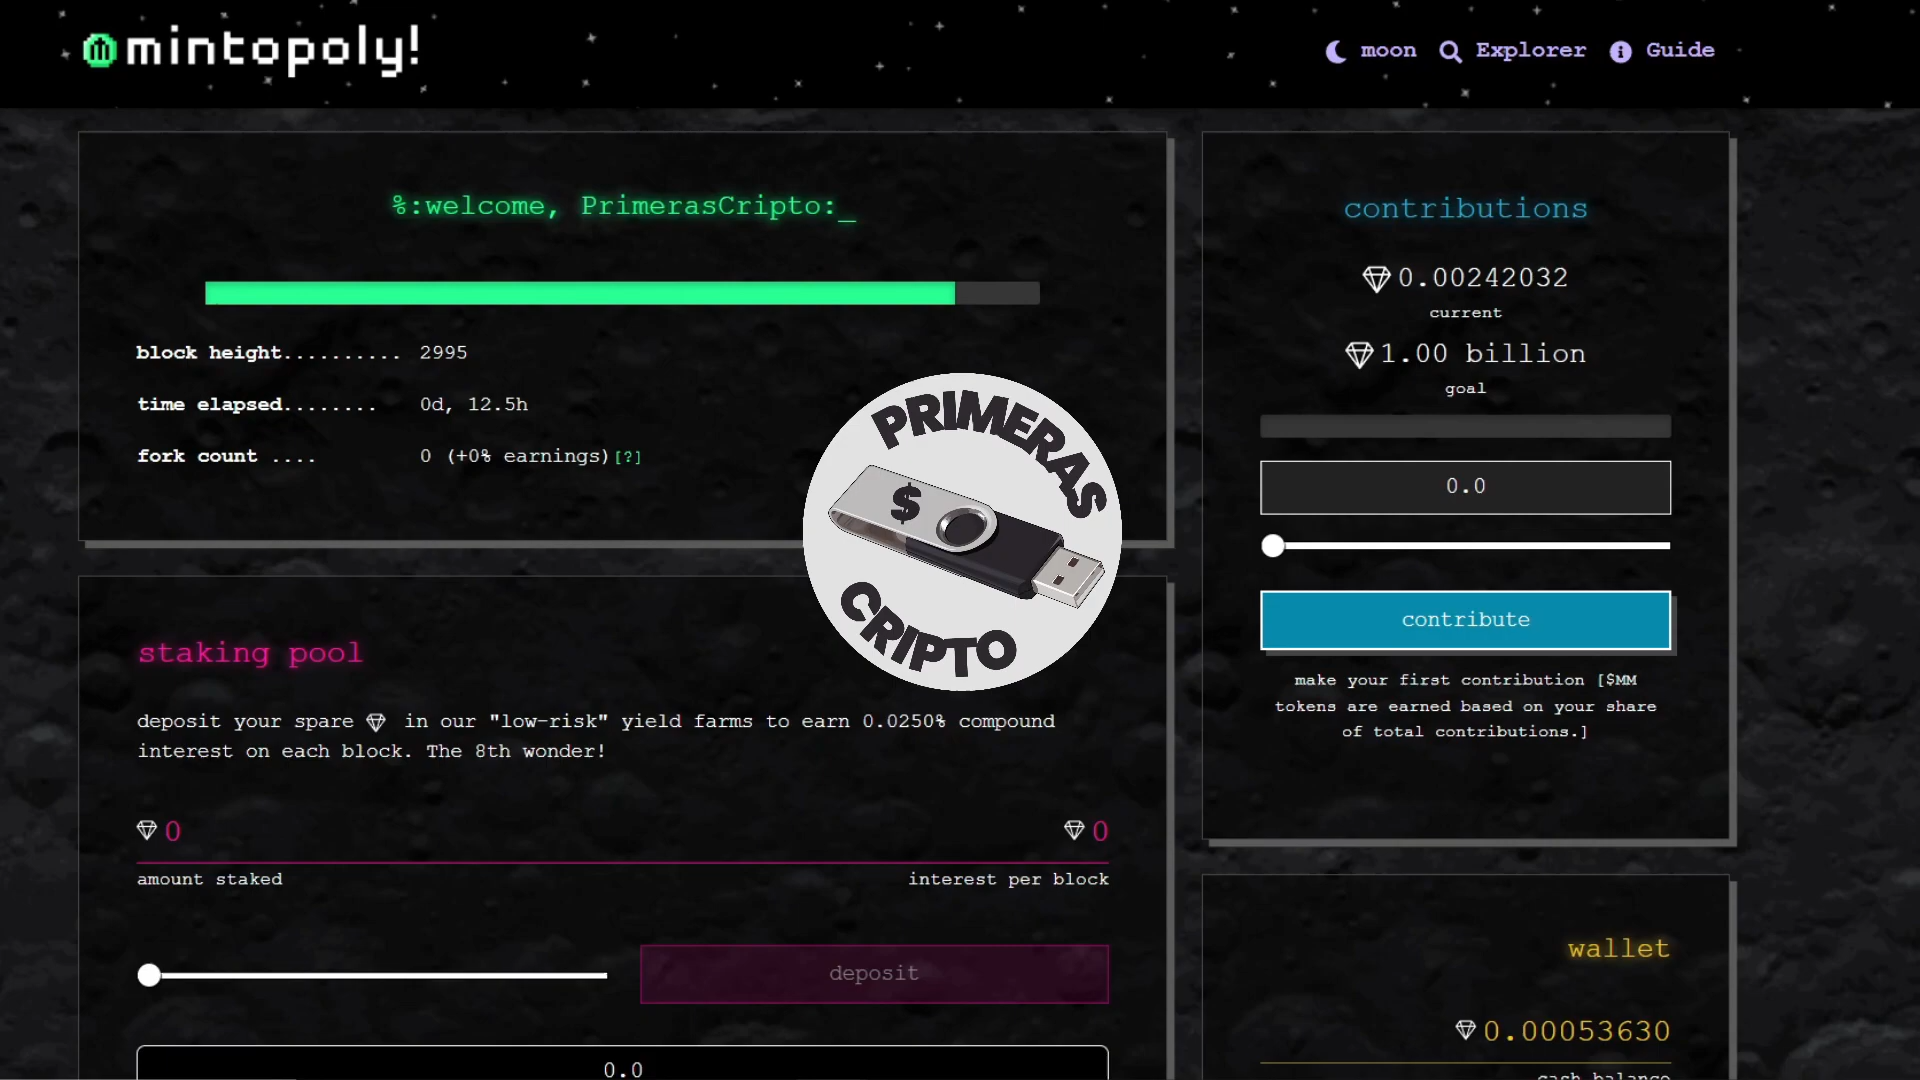 mintopoly!
moon Explorer Guide
%:welcome, PrimerasCripto:_
block height.......... 2995
time elapsed........ 0d, 12.5h
fork count .... 0 (+0% earnings)[?]
PRIMERAS
$
CRIPTO
staking pool
deposit your spare in our "low-risk" yield farms to earn 0.0250% compound
interest on each block. The 8th wonder!
0 0
amount staked interest per block
deposit
0.0
contributions
0.00242032
current
1.00 billion
goal
0.0
contribute
make your first contribution [$MM
tokens are earned based on your share
of total contributions.]
wallet
0.00053630
cash balance